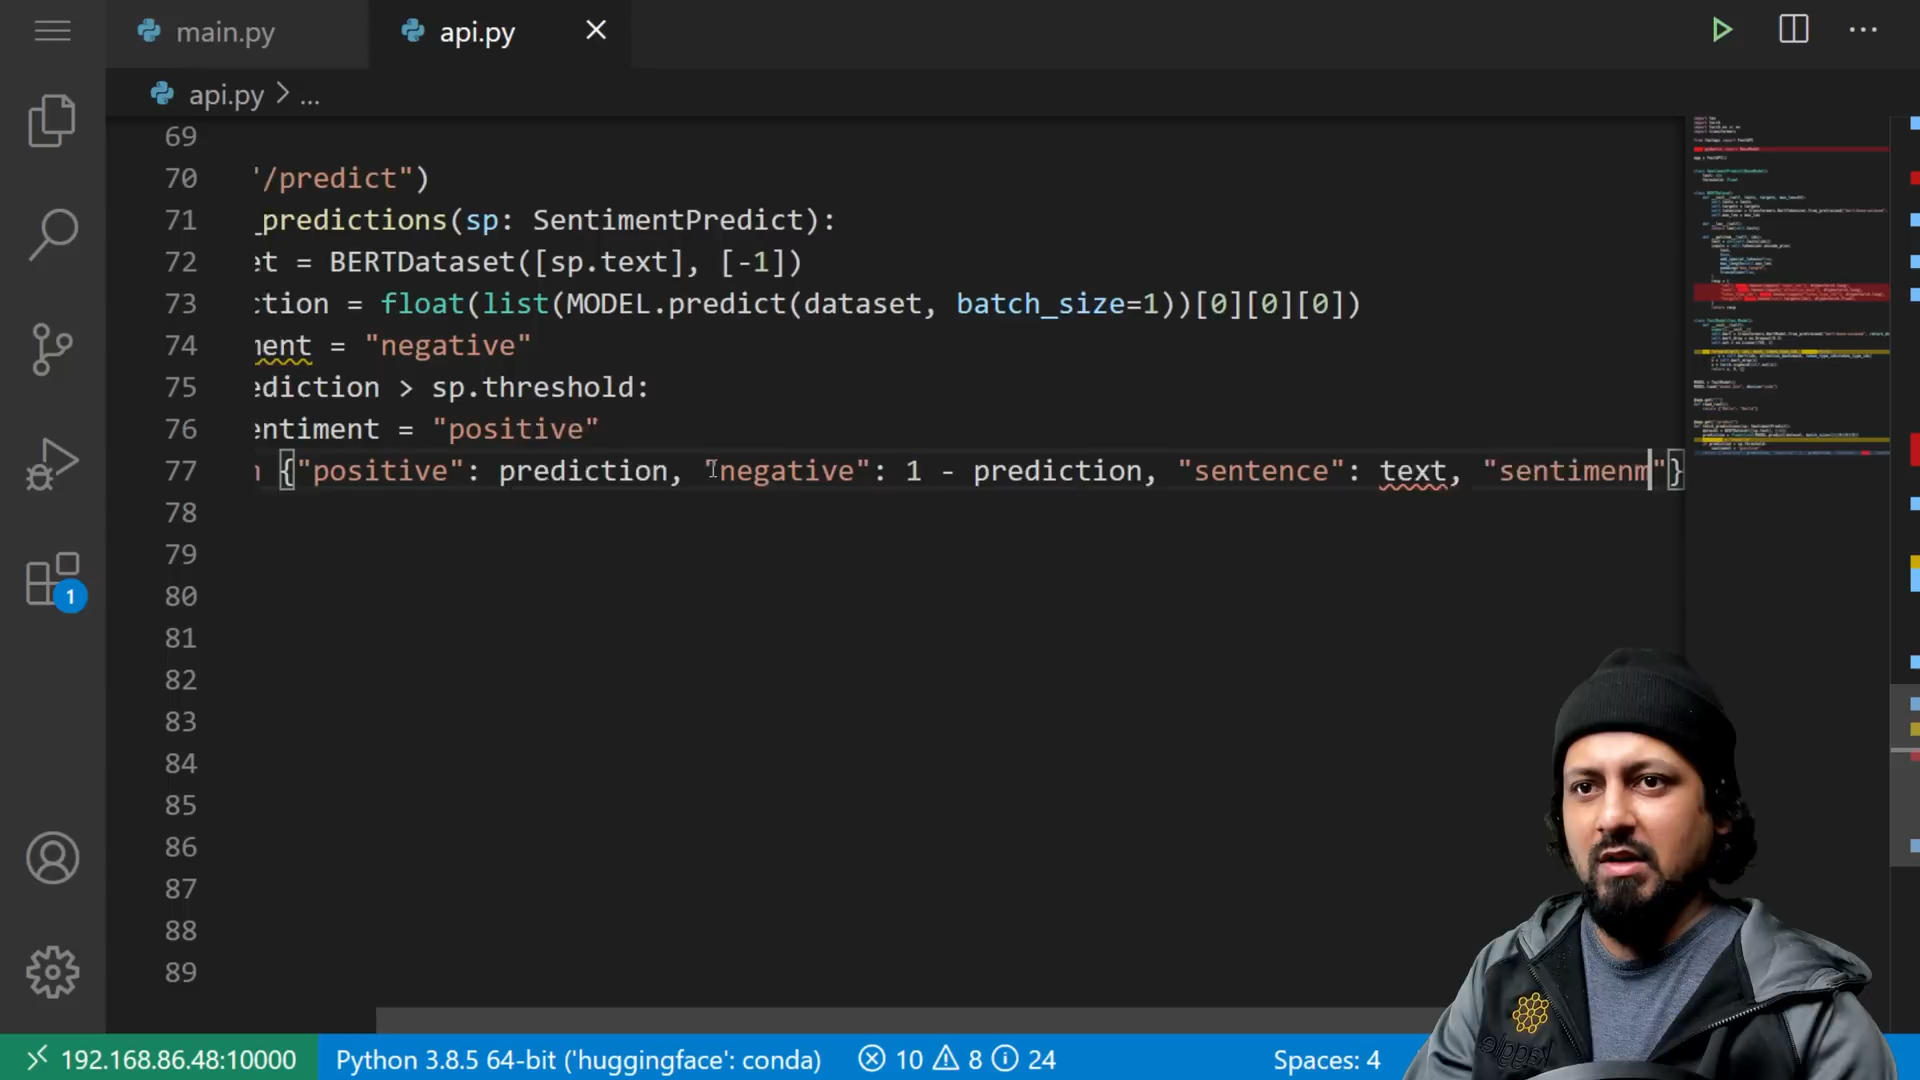 main.py
api.py
api.py > ...
69
70 '/predict")
71 _predictions(sp: SentimentPredict):
72 et = BERTDataset([sp.text], [-1])
73 ction = float(list(MODEL.predict(dataset, batch_size=1))[0][0][0])
74 ment = "negative"
75 ediction > sp.threshold:
76 entiment = "positive"
77 n {"positive": prediction, "negative": 1 - prediction, "sentence": text, "sentimenm"}
78
79
80
81
82
83
84
85
86
87
88
89
1
kaggle
192.168.86.48:10000 Python 3.8.5 64-bit ('huggingface': conda) 10 8 24 Spaces: 4